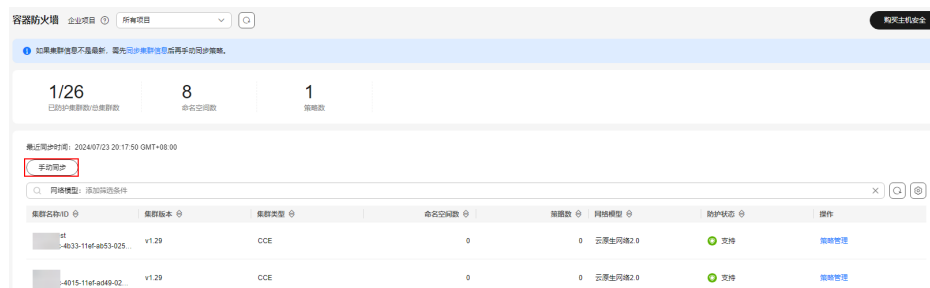 容器防火墙 企业项目 所有项目 购买主机安全
如果集群信息不是最新，需先同步集群信息后再手动同步策略。
1/26 8 1
已防护集群数/总集群数 命名空间数 策略数
最近同步时间：2024/07/23 20:17:50 GMT+08:00
手动同步
网络模型：添加筛选条件
集群名称/ID 集群版本 集群类型 命名空间数 策略数 网络模型 防护状态 操作
st
-4b33-11ef-ab53-025... v1.29 CCE 0 0 云原生网络2.0 支持 策略管理
-4015-11ef-ad49-02... v1.29 CCE 0 0 云原生网络2.0 支持 策略管理